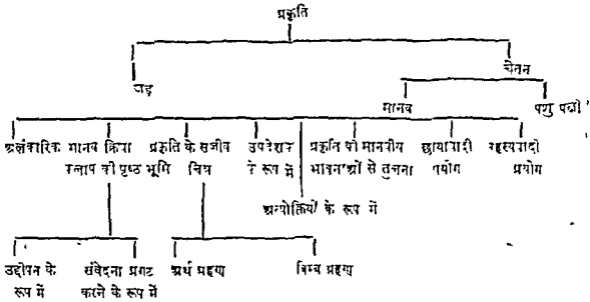 प्रकृति
चेतन
जड़
मानव पशु पक्षी
अलंकारिक मानव क्रिया प्रकृति के सजीव उपदेशक प्रकृति की मानवीय छायावादी रहस्यवादी
कलाप की पृष्ठ भूमि चित्र के रूप में भावनाओं से तुलना प्रयोग प्रयोग
अन्योक्तियों के रूप में
उद्दीपन के संवेदना प्रगट अर्थ ग्रहण बिम्ब ग्रहण
रूप में करने के रूप में